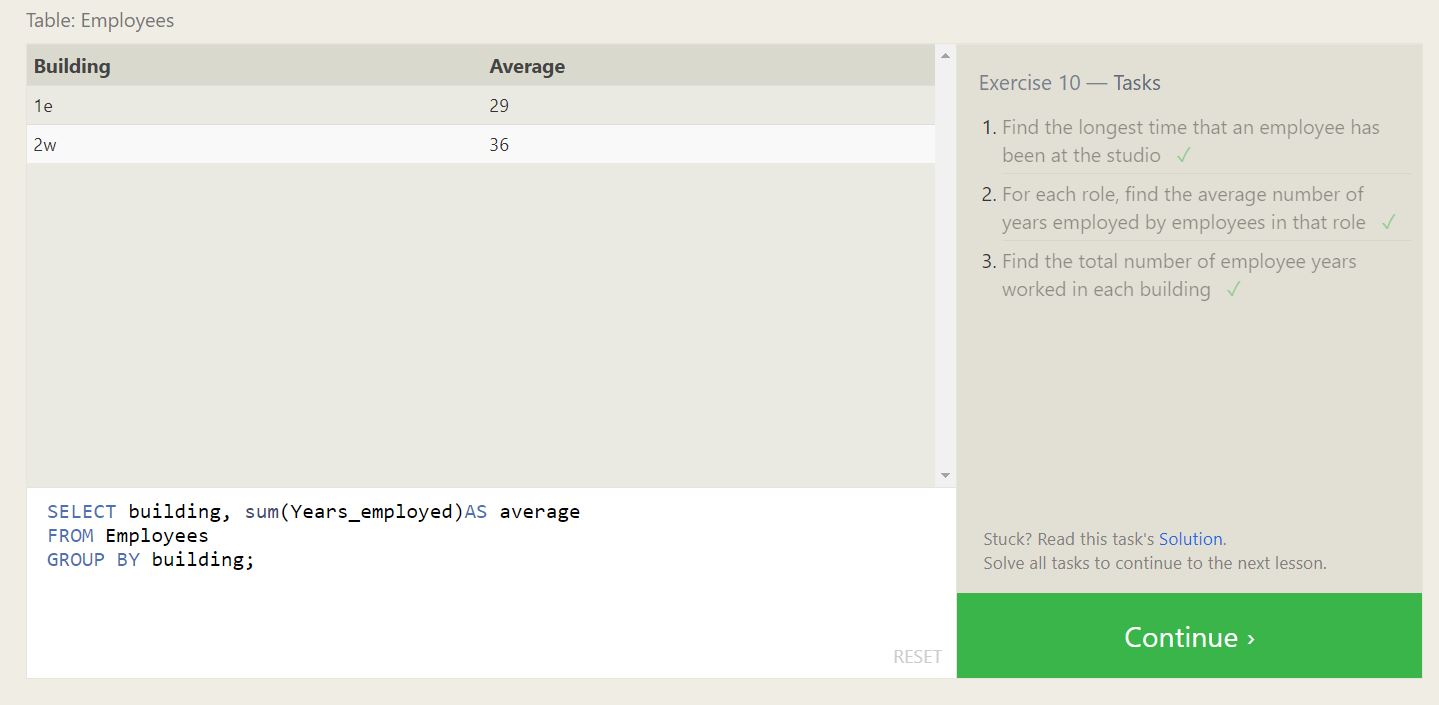 Table: Employees
Building Average
1e 29
2w 36
SELECT building, sum(Years_employed)AS average
FROM Employees
GROUP BY building;
RESET
Exercise 10 — Tasks
1. Find the longest time that an employee has
been at the studio ✓
2. For each role, find the average number of
years employed by employees in that role ✓
3. Find the total number of employee years
worked in each building ✓
Stuck? Read this task's Solution.
Solve all tasks to continue to the next lesson.
Continue ›